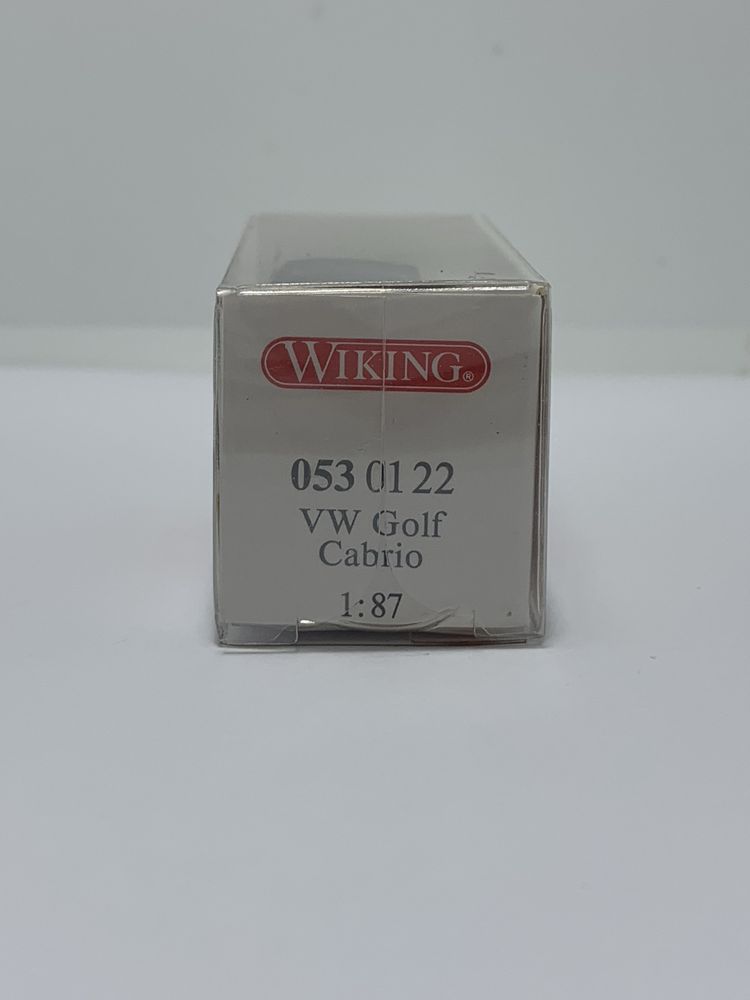 WIKING®
053 01 22
VW Golf
Cabrio
1:87